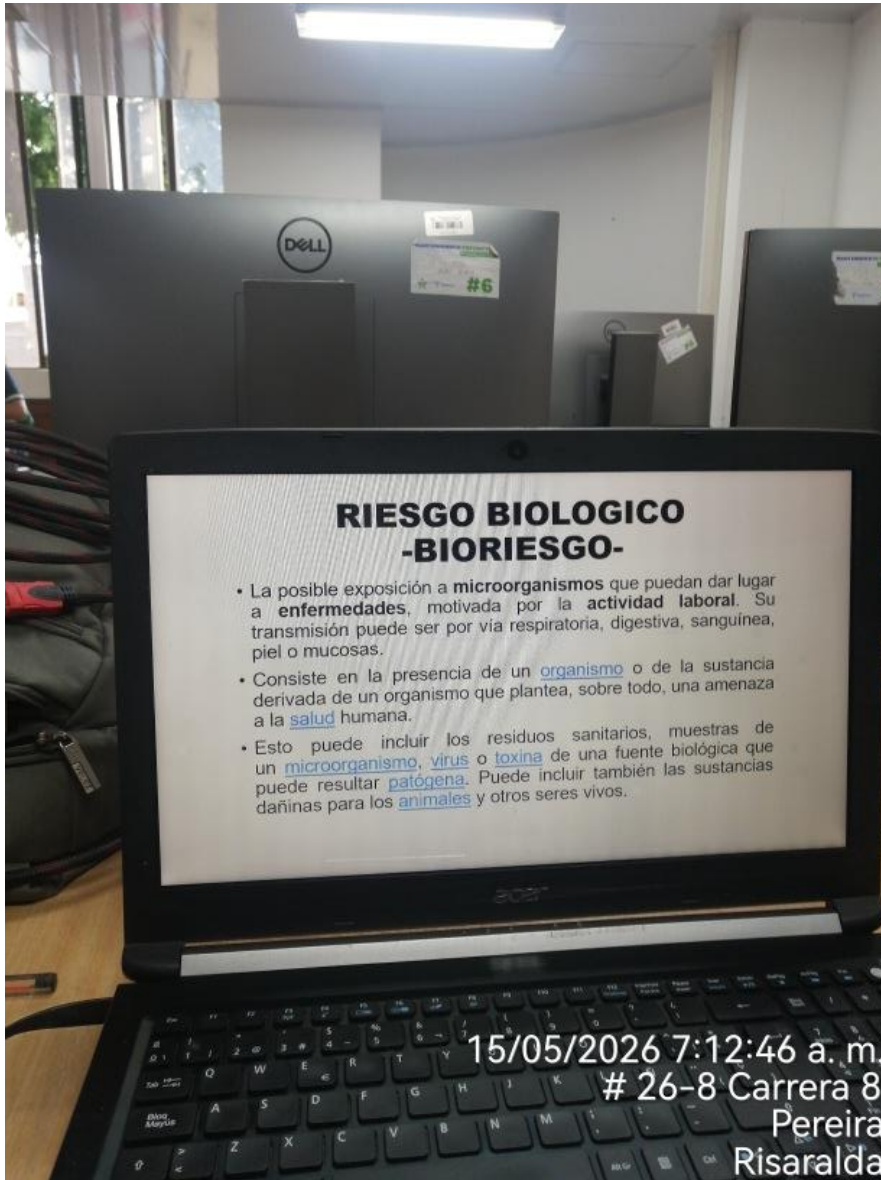 DELL
#6
RIESGO BIOLOGICO
-BIORIESGO-
• La posible exposición a microorganismos que puedan dar lugar
a enfermedades, motivada por la actividad laboral. Su
transmisión puede ser por vía respiratoria, digestiva, sanguínea,
piel o mucosas.
• Consiste en la presencia de un organismo o de la sustancia
derivada de un organismo que plantea, sobre todo, una amenaza
a la salud humana.
• Esto puede incluir los residuos sanitarios, muestras de
un microorganismo, virus o toxina de una fuente biológica que
puede resultar patógena. Puede incluir también las sustancias
dañinas para los animales y otros seres vivos.
acer
Q W E R T Y
Bloq Mayús A S D F G H J K
Z X C V B N M
Alt Gr
15/05/2026 7:12:46 a. m.
# 26-8 Carrera 8
Pereira
Risaralda